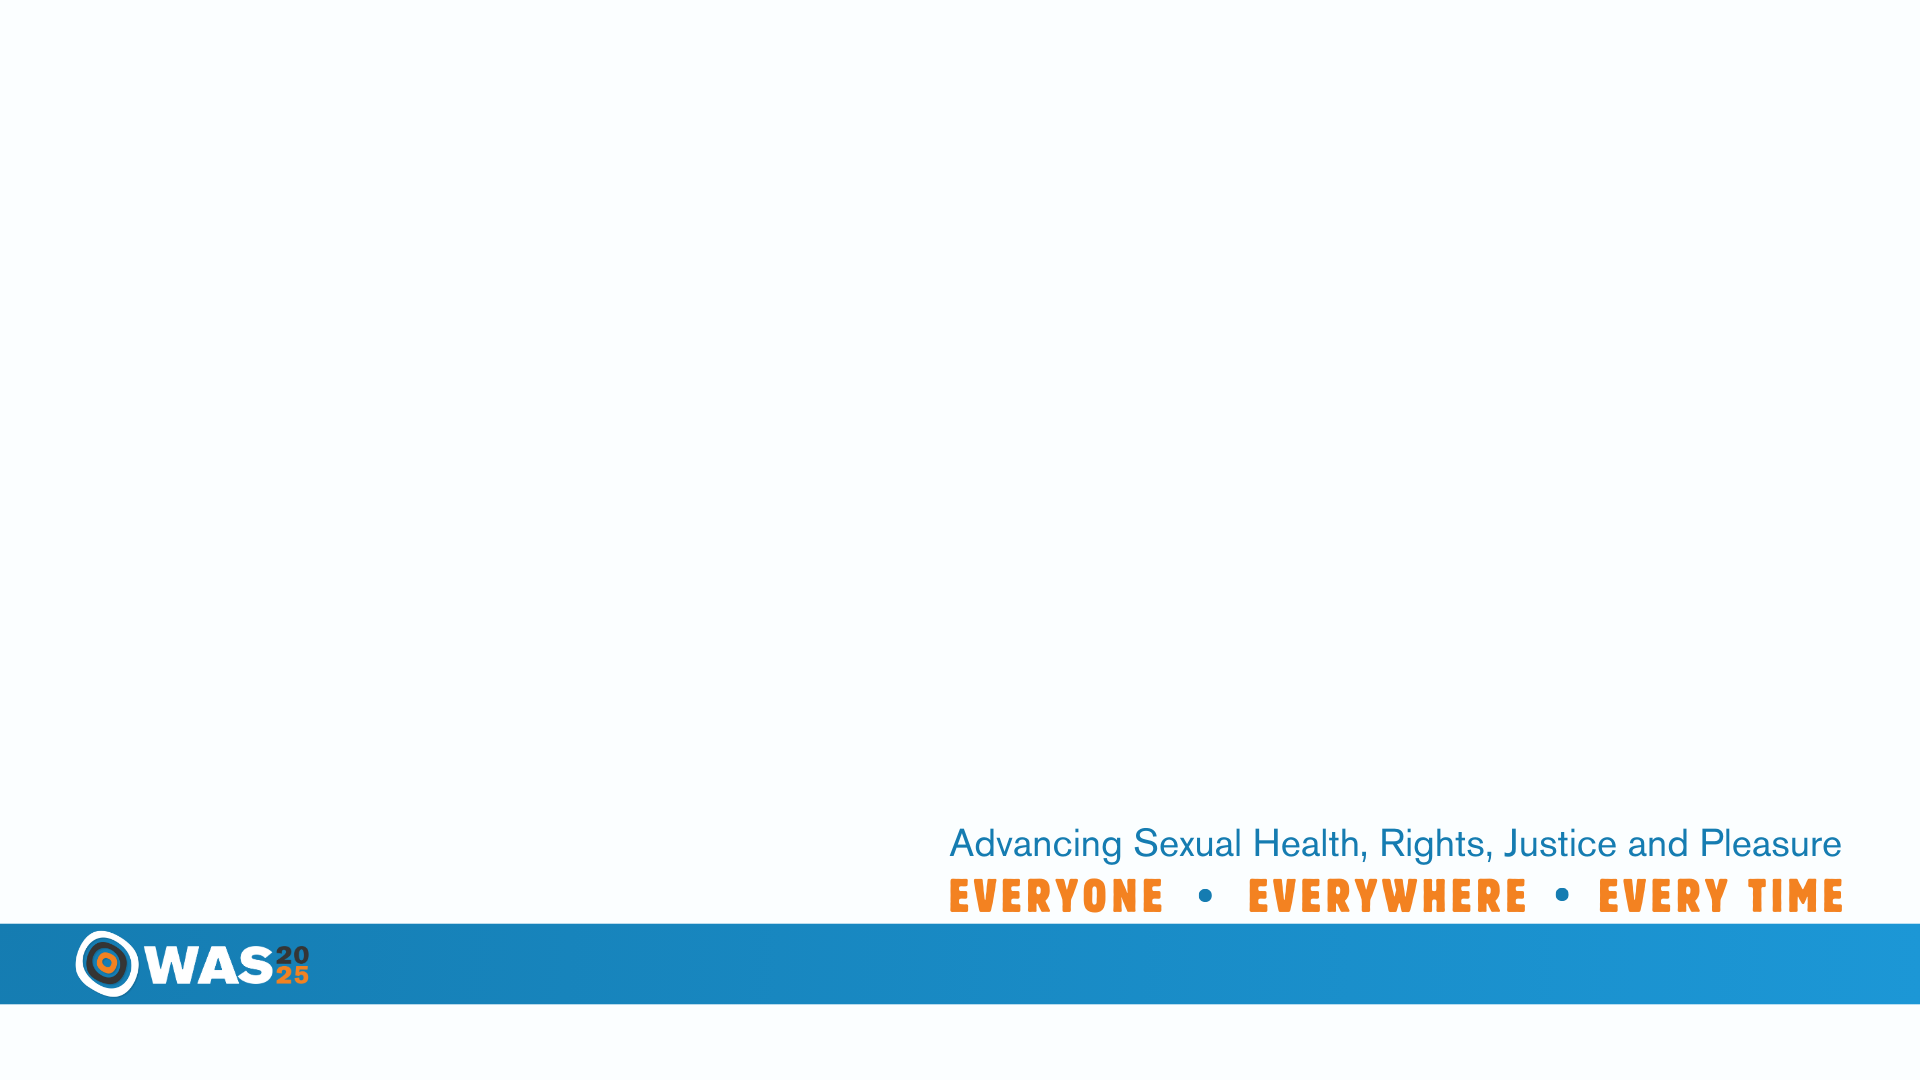 Advancing Sexual Health, Rights, Justice and Pleasure
EVERYONE • EVERYWHERE • EVERY TIME
WAS 20
25